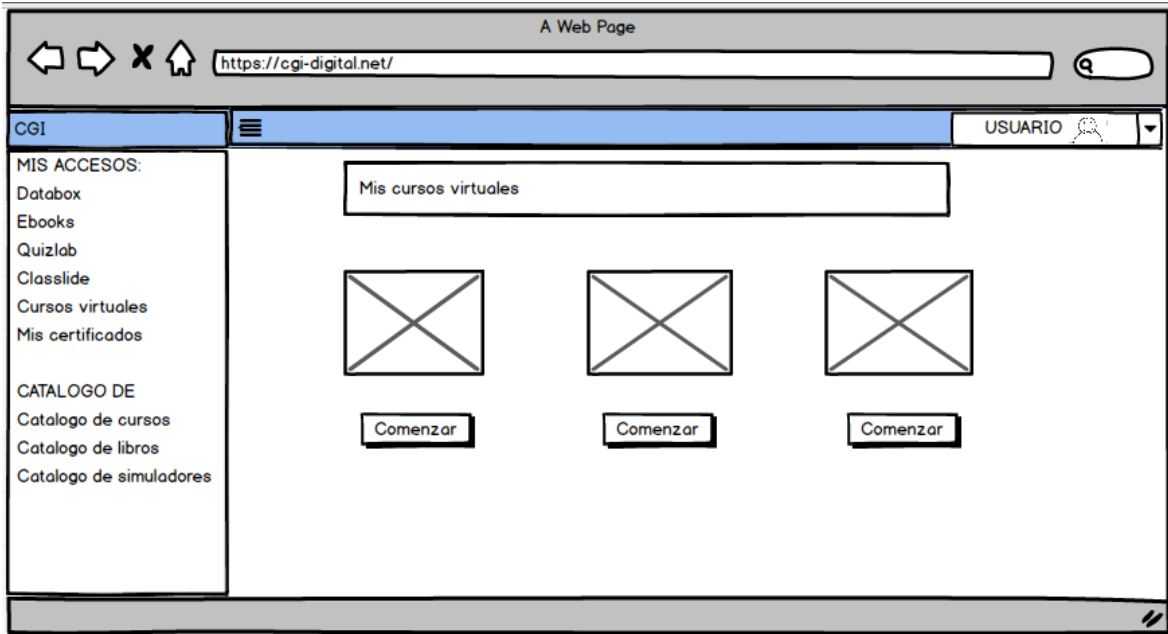 A Web Page
https://cgi-digital.net/
CGI
USUARIO
MIS ACCESOS:
Databox
Ebooks
Quizlab
Classlide
Cursos virtuales
Mis certificados
CATALOGO DE
Catalogo de cursos
Catalogo de libros
Catalogo de simuladores
Mis cursos virtuales
Comenzar
Comenzar
Comenzar